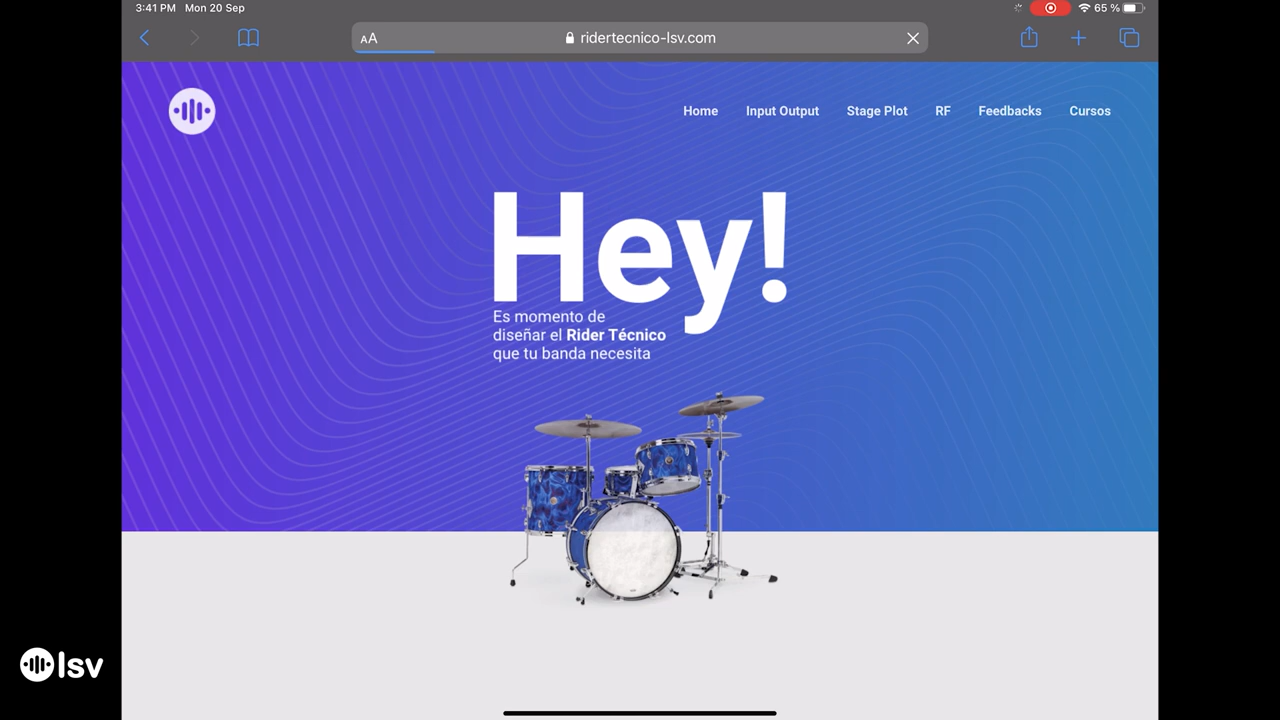 3:41 PM Mon 20 Sep
65 %
AA
ridertecnico-lsv.com
Home Input Output Stage Plot RF Feedbacks Cursos
Hey!
Es momento de
diseñar el Rider Técnico
que tu banda necesita
lsv